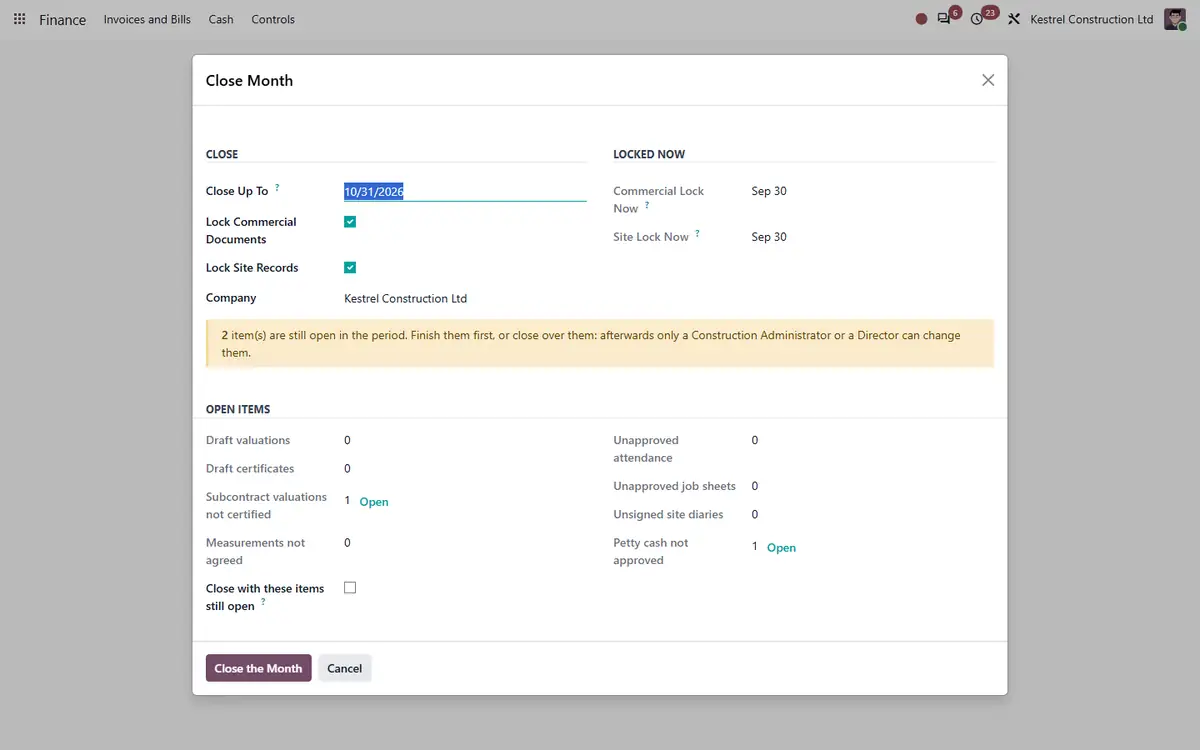 Finance Invoices and Bills Cash Controls 6 23 Kestrel Construction Ltd
Close Month
CLOSE
Close Up To ?
10/31/2026
Lock Commercial
Documents
Lock Site Records
Company
Kestrel Construction Ltd
LOCKED NOW
Commercial Lock
Now ?
Sep 30
Site Lock Now ?
Sep 30
2 item(s) are still open in the period. Finish them first, or close over them: afterwards only a Construction Administrator or a Director can change
them.
OPEN ITEMS
Draft valuations
0
Draft certificates
0
Subcontract valuations
not certified
1 Open
Measurements not
agreed
0
Close with these items
still open ?
Unapproved
attendance
0
Unapproved job sheets
0
Unsigned site diaries
0
Petty cash not
approved
1 Open
Close the Month
Cancel